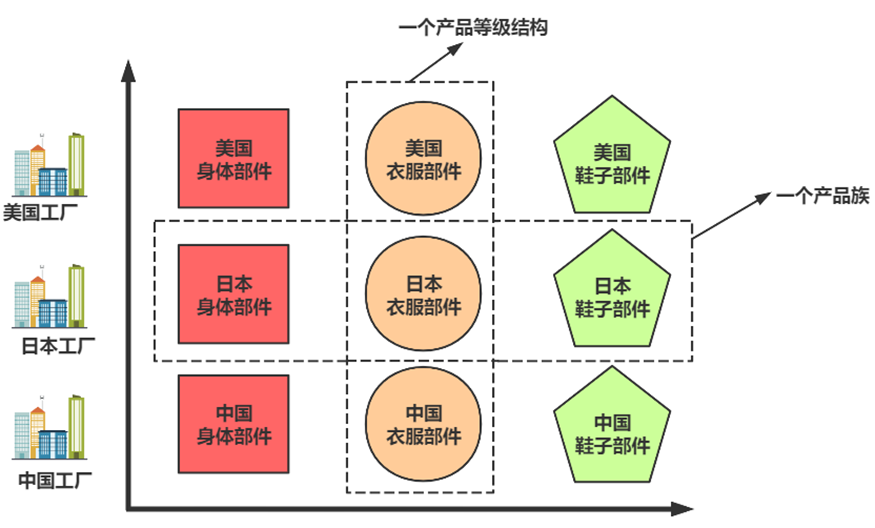 一个产品等级结构
美国
身体部件
美国
衣服部件
美国
鞋子部件
美国工厂
一个产品族
日本
身体部件
日本
衣服部件
日本
鞋子部件
日本工厂
中国
身体部件
中国
衣服部件
中国
鞋子部件
中国工厂